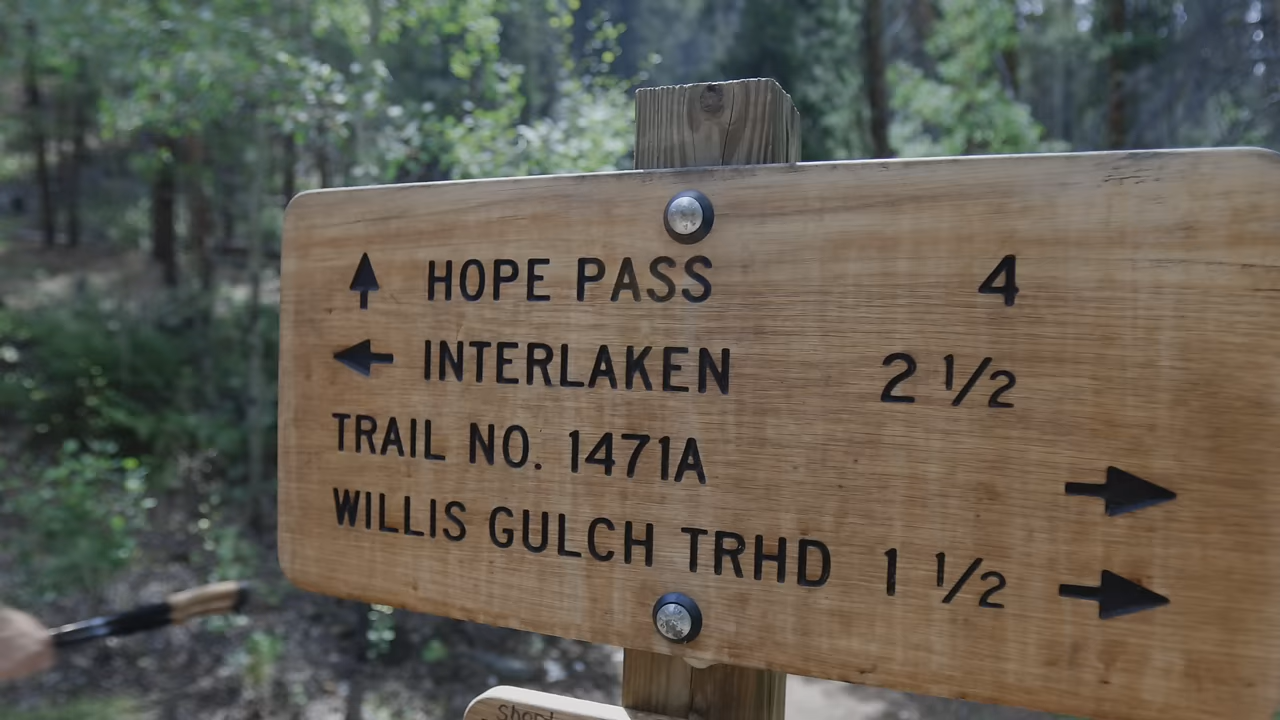 HOPE PASS 4
INTERLAKEN 2 1/2
TRAIL NO. 1471A
WILLIS GULCH TRHD 1 1/2